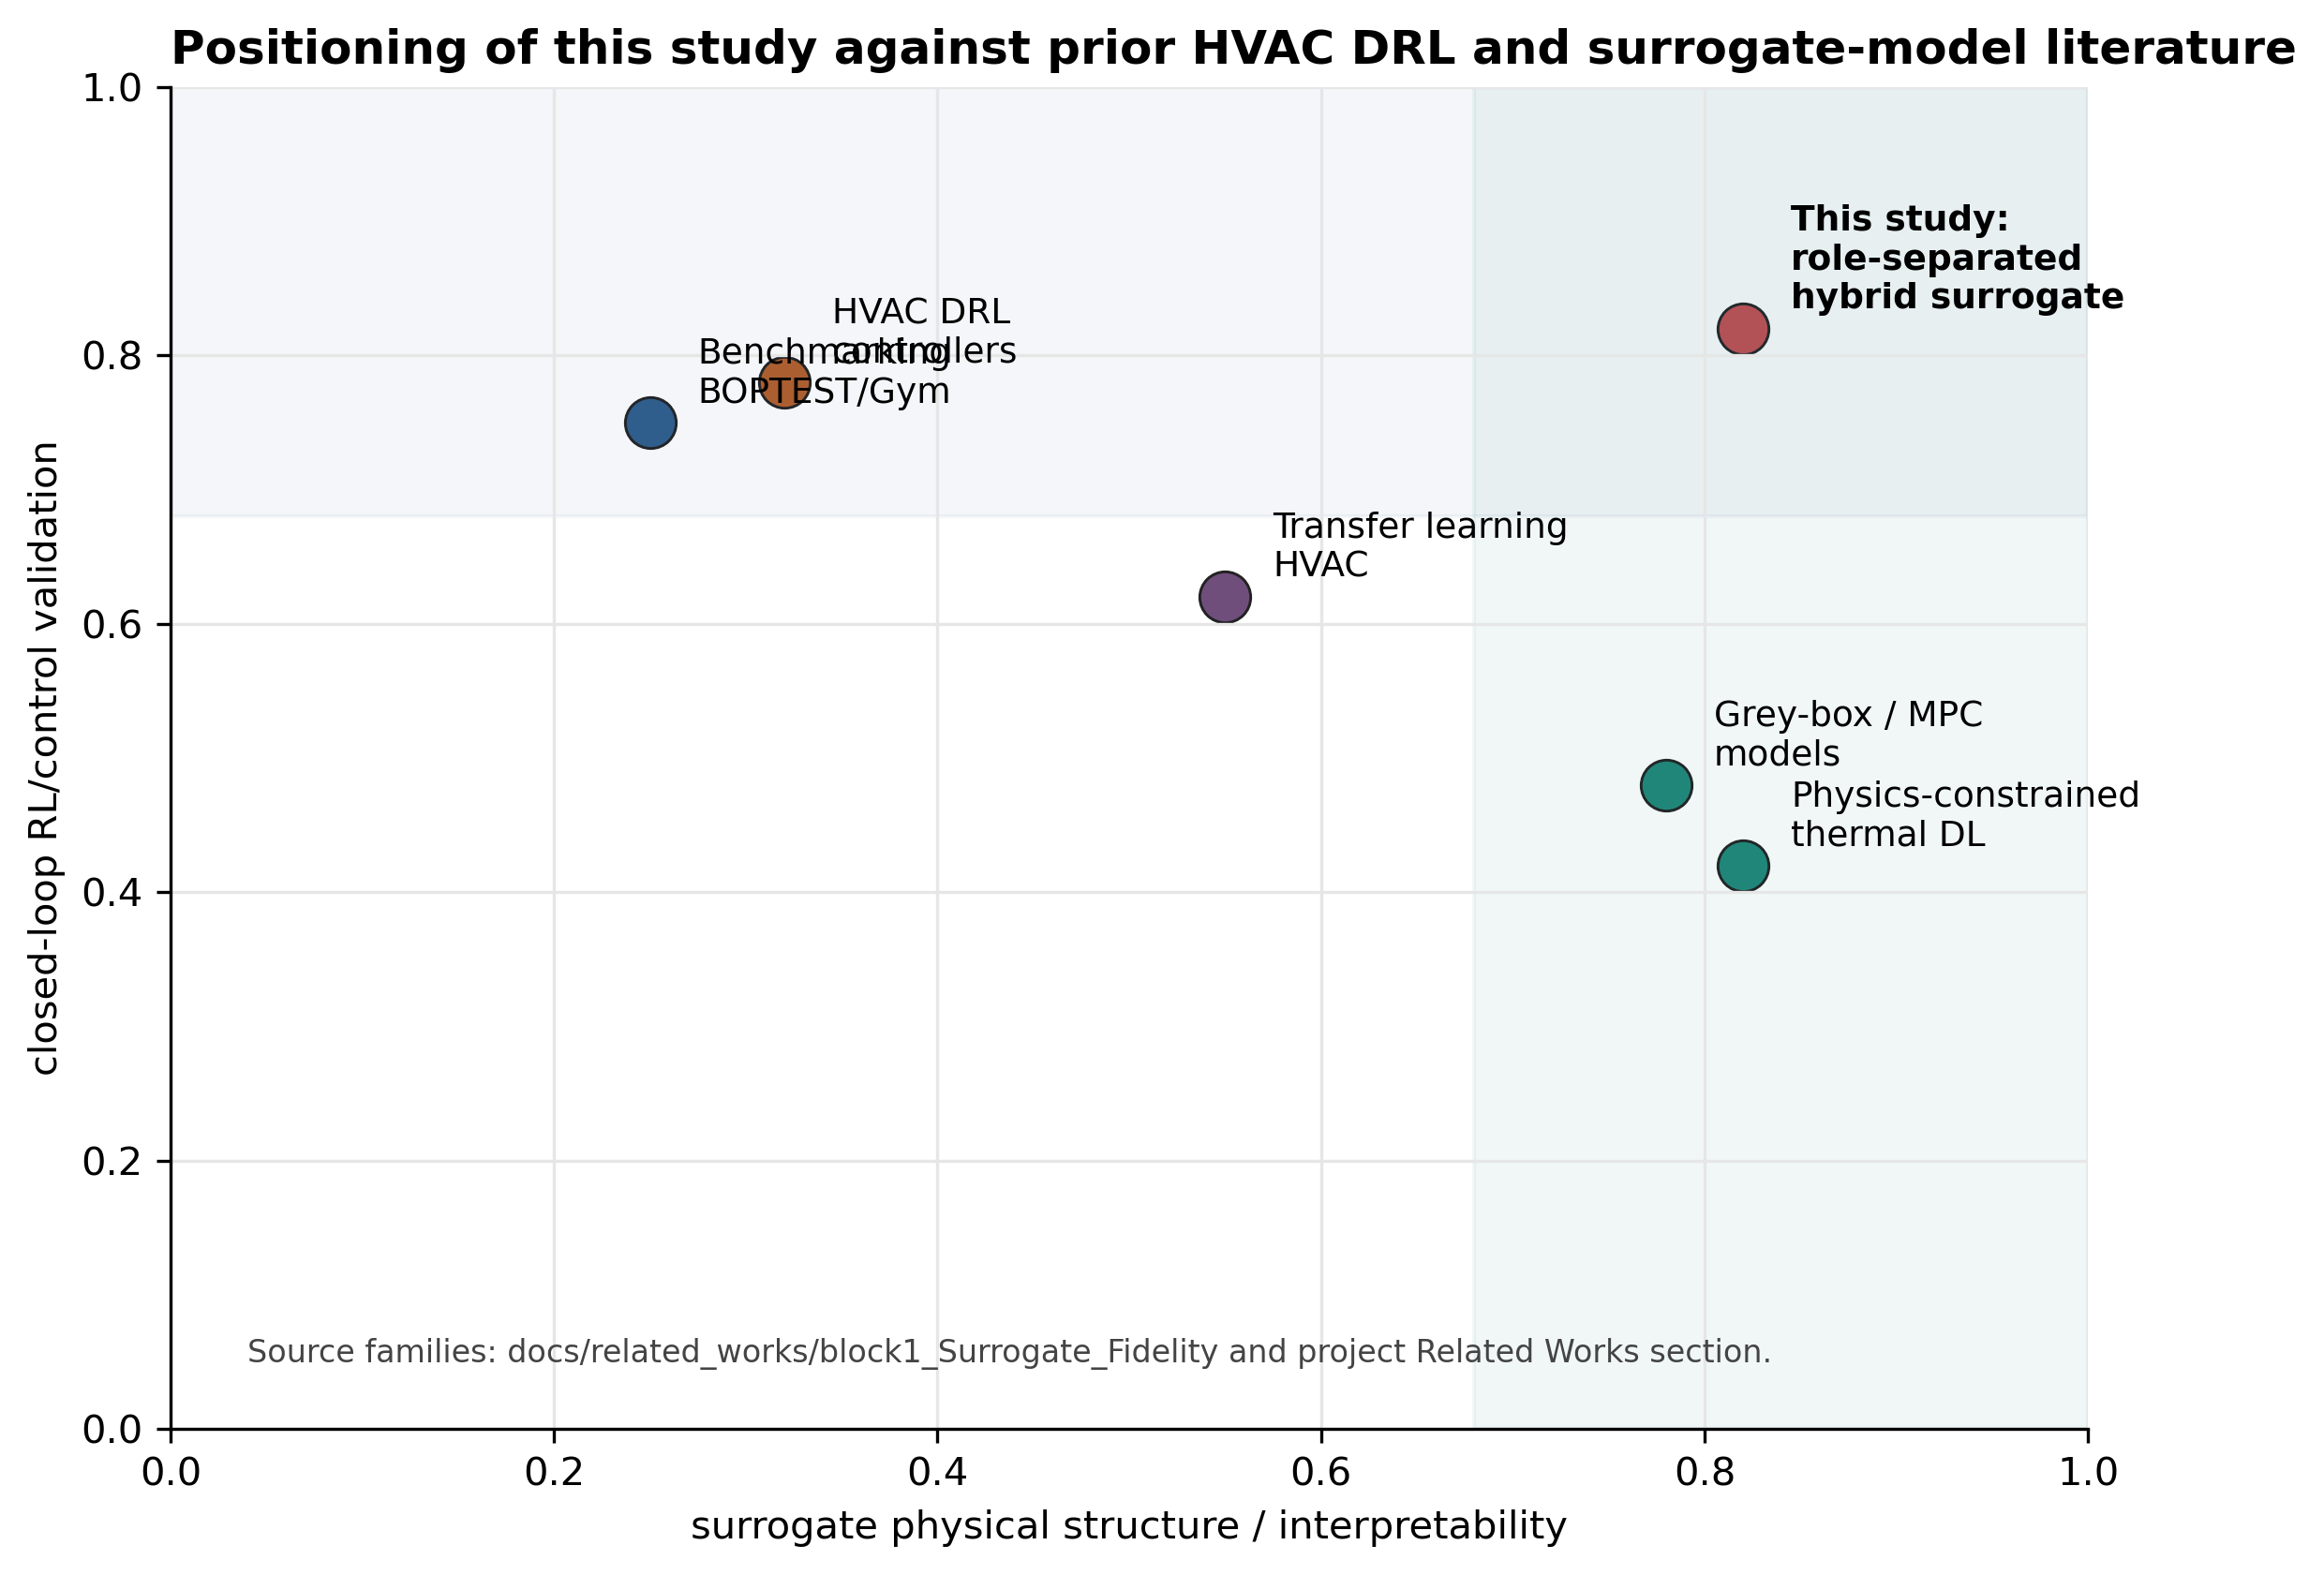 Positioning of this study against prior HVAC DRL and surrogate-model literature
closed-loop RL/control validation
1.0
0.8
0.6
0.4
0.2
0.0
This study:
role-separated
hybrid surrogate
HVAC DRL
controllers
Benchmarking
BOPTEST/Gym
Transfer learning
HVAC
Grey-box / MPC
models
Physics-constrained
thermal DL
Source families: docs/related_works/block1_Surrogate_Fidelity and project Related Works section.
0.0
0.2
0.4
0.6
0.8
1.0
surrogate physical structure / interpretability